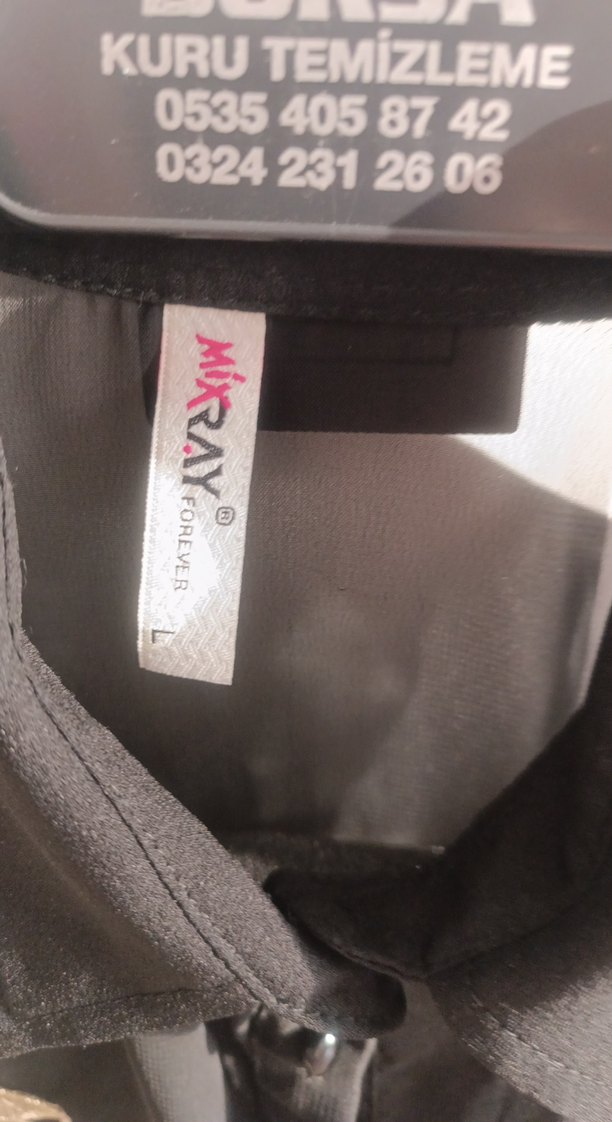 BURSA
KURU TEMİZLEME
0535 405 87 42
0324 231 26 06
MİXRAY®
FOREVER
L